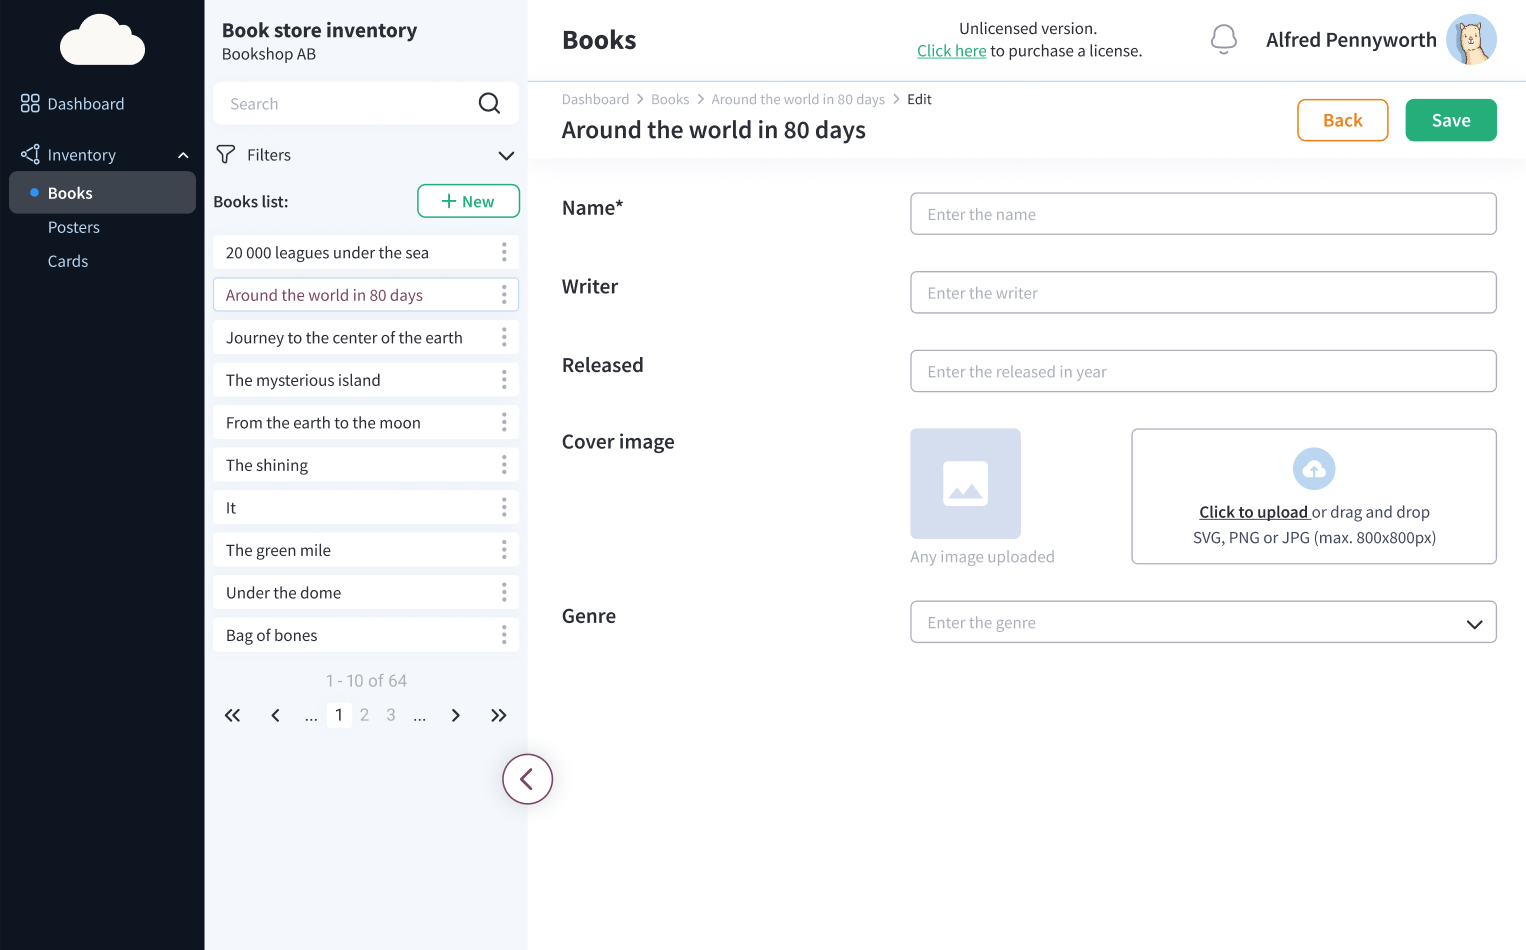 Dashboard
Inventory
Books
Posters
Cards
Book store inventory
Bookshop AB
Search
Filters
Books list:
New
20 000 leagues under the sea
Around the world in 80 days
Journey to the center of the earth
The mysterious island
From the earth to the moon
The shining
It
The green mile
Under the dome
Bag of bones
1 - 10 of 64
... 1 2 3 ...
Books
Unlicensed version.
Click here to purchase a license.
Alfred Pennyworth
Dashboard > Books > Around the world in 80 days > Edit
Around the world in 80 days
Back
Save
Name*
Enter the name
Writer
Enter the writer
Released
Enter the released in year
Cover image
Any image uploaded
Click to upload or drag and drop
SVG, PNG or JPG (max. 800x800px)
Genre
Enter the genre